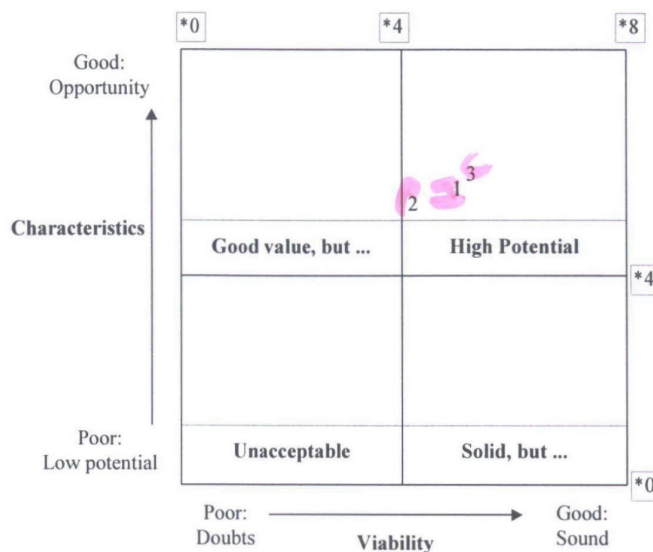 *0 *4 *8
Good:
Opportunity
3
1
2
Characteristics
Good value, but ... High Potential
*4
Poor:
Low potential
Unacceptable Solid, but ...
*0
Poor: Good:
Doubts Viability Sound